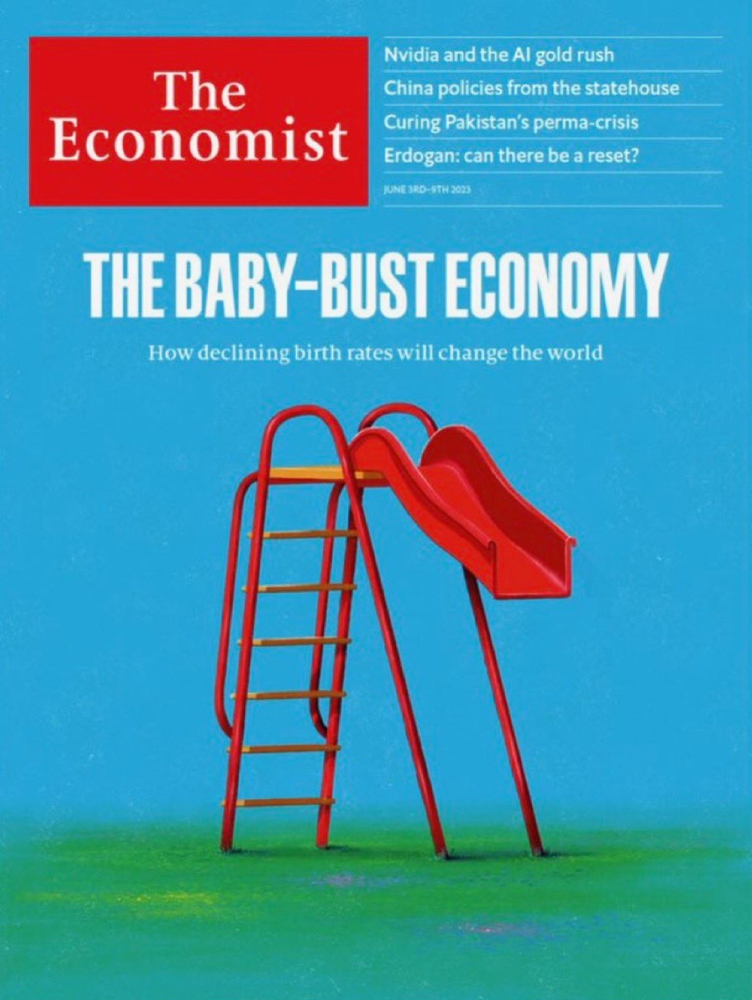 The
Economist
Nvidia and the AI gold rush
China policies from the statehouse
Curing Pakistan's perma-crisis
Erdogan: can there be a reset?
JUNE 3RD–9TH 2023
THE BABY-BUST ECONOMY
How declining birth rates will change the world